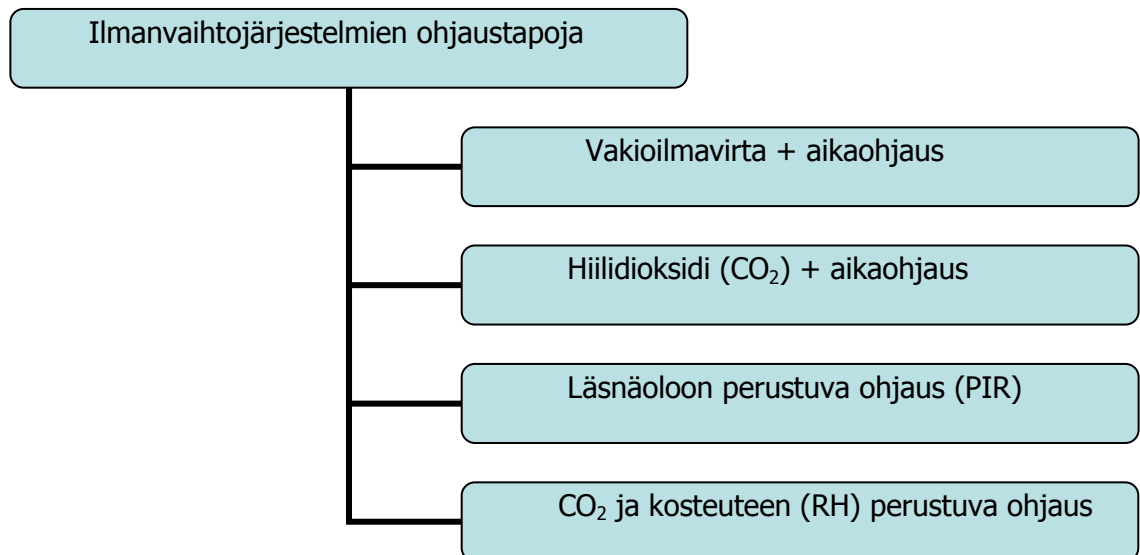 Ilmanvaihtojärjestelmien ohjaustapoja
Vakioilmavirta + aikaohjaus
Hiilidioksidi (CO₂) + aikaohjaus
Läsnäoloon perustuva ohjaus (PIR)
CO₂ ja kosteuteen (RH) perustuva ohjaus